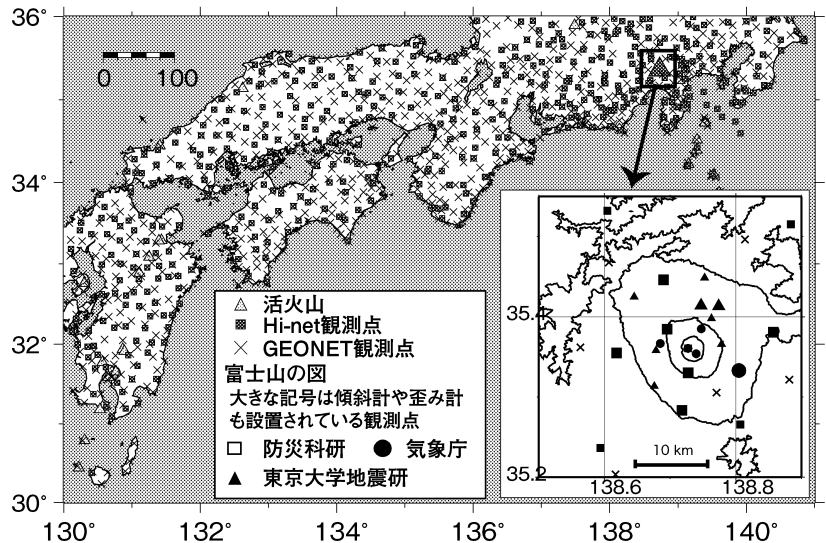 36°
34°
32°
30°
130°
132°
134°
136°
138°
140°
0
100
活火山
Hi-net観測点
GEONET観測点
富士山の図
大きな記号は傾斜計や歪み計
も設置されている観測点
防災科研
気象庁
東京大学地震研
35.4
35.2
138.6
138.8
10 km